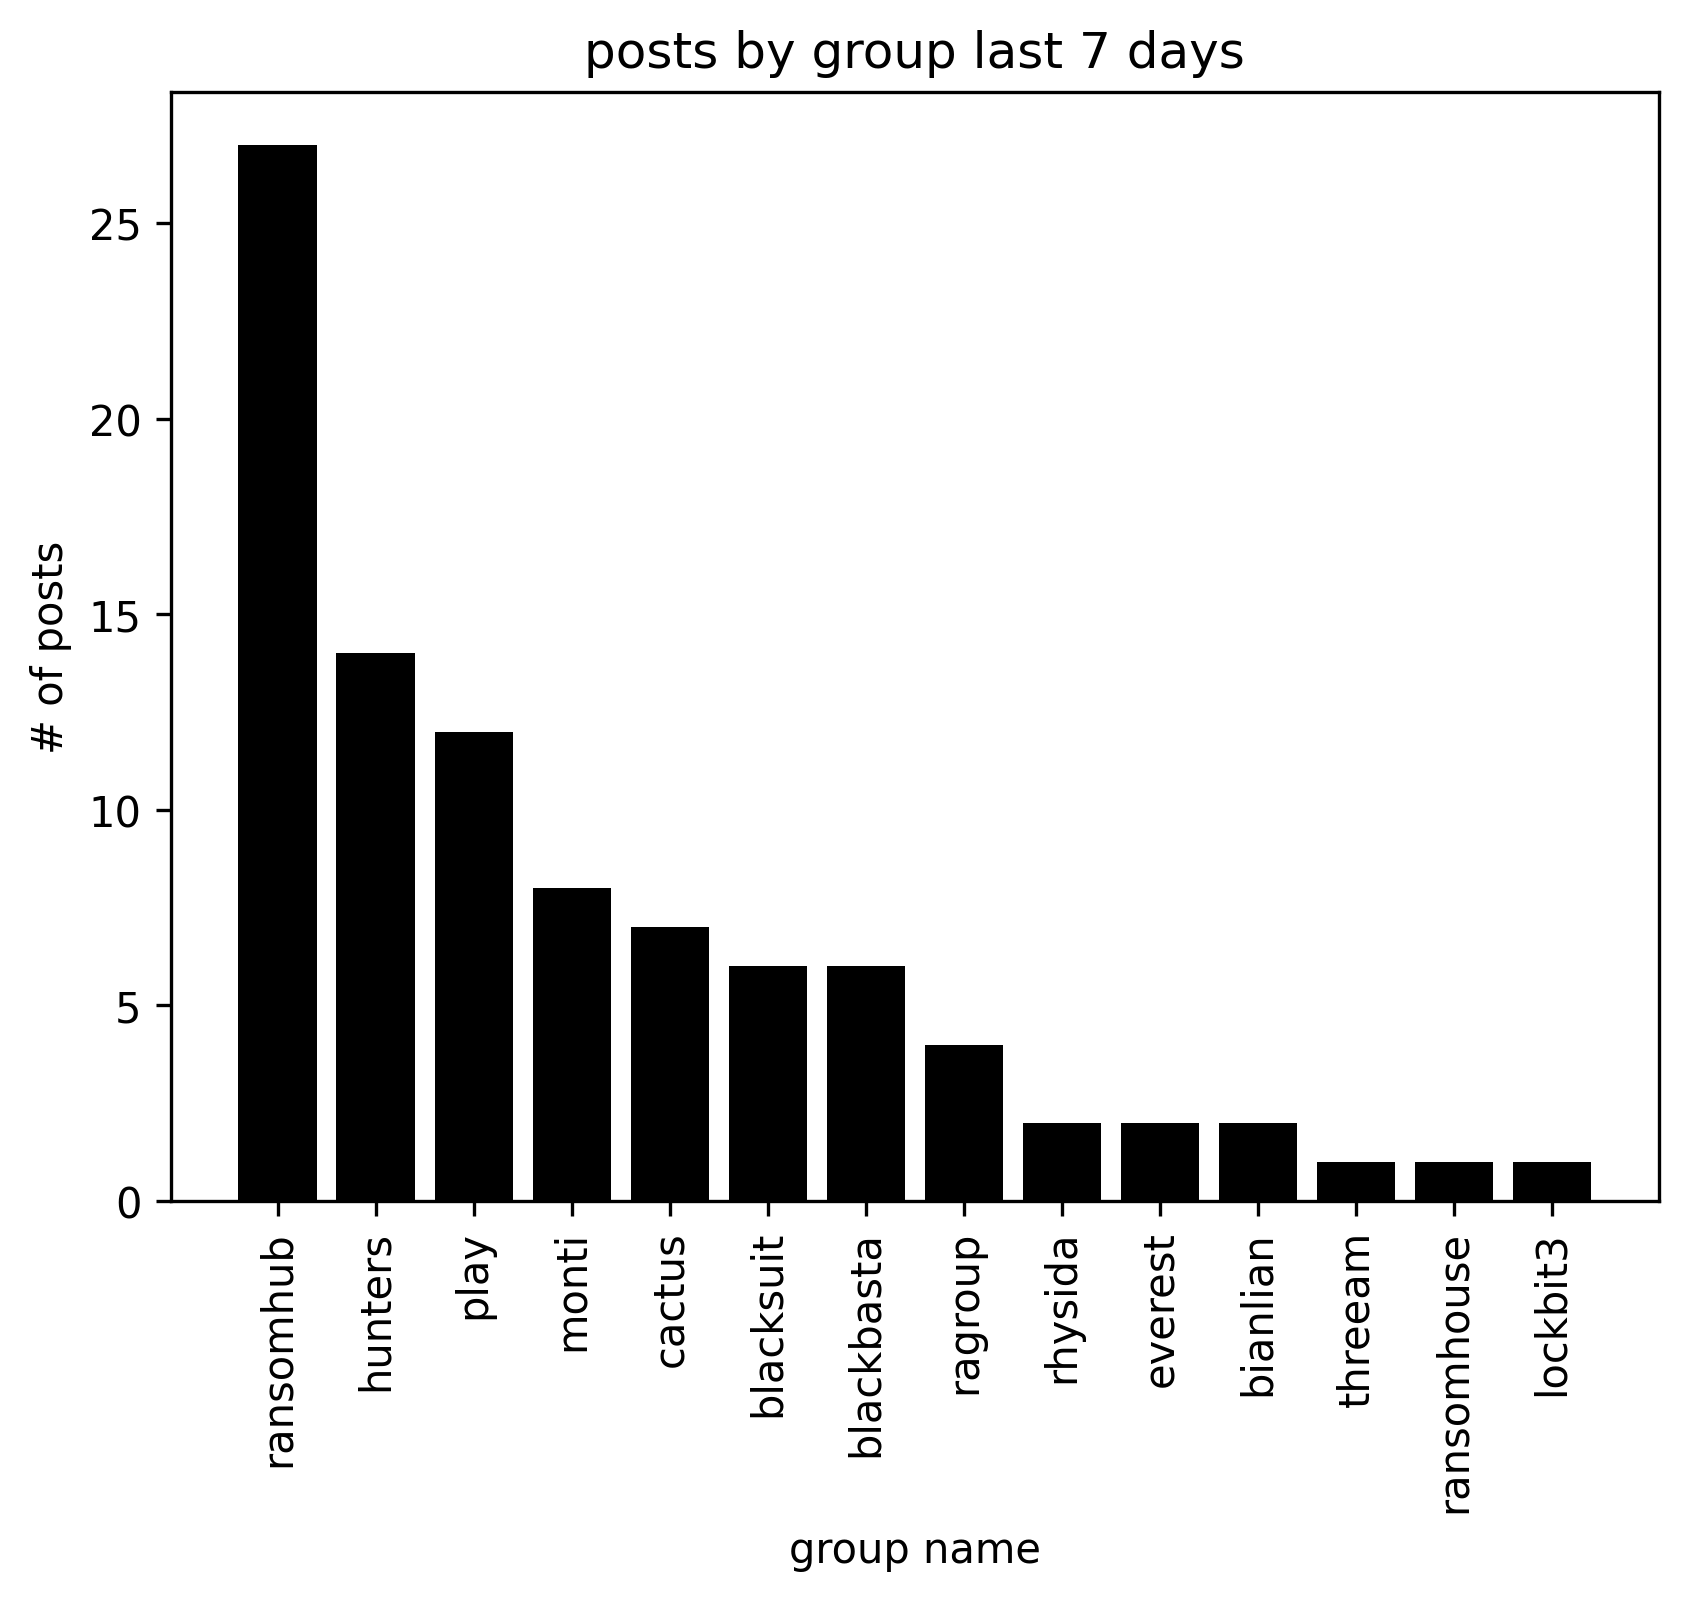 posts by group last 7 days
# of posts
25
20
15
10
5
0
ransomhub
hunters
play
monti
cactus
blacksuit
blackbasta
ragroup
rhysida
everest
bianlian
threeam
ransomhouse
lockbit3
group name